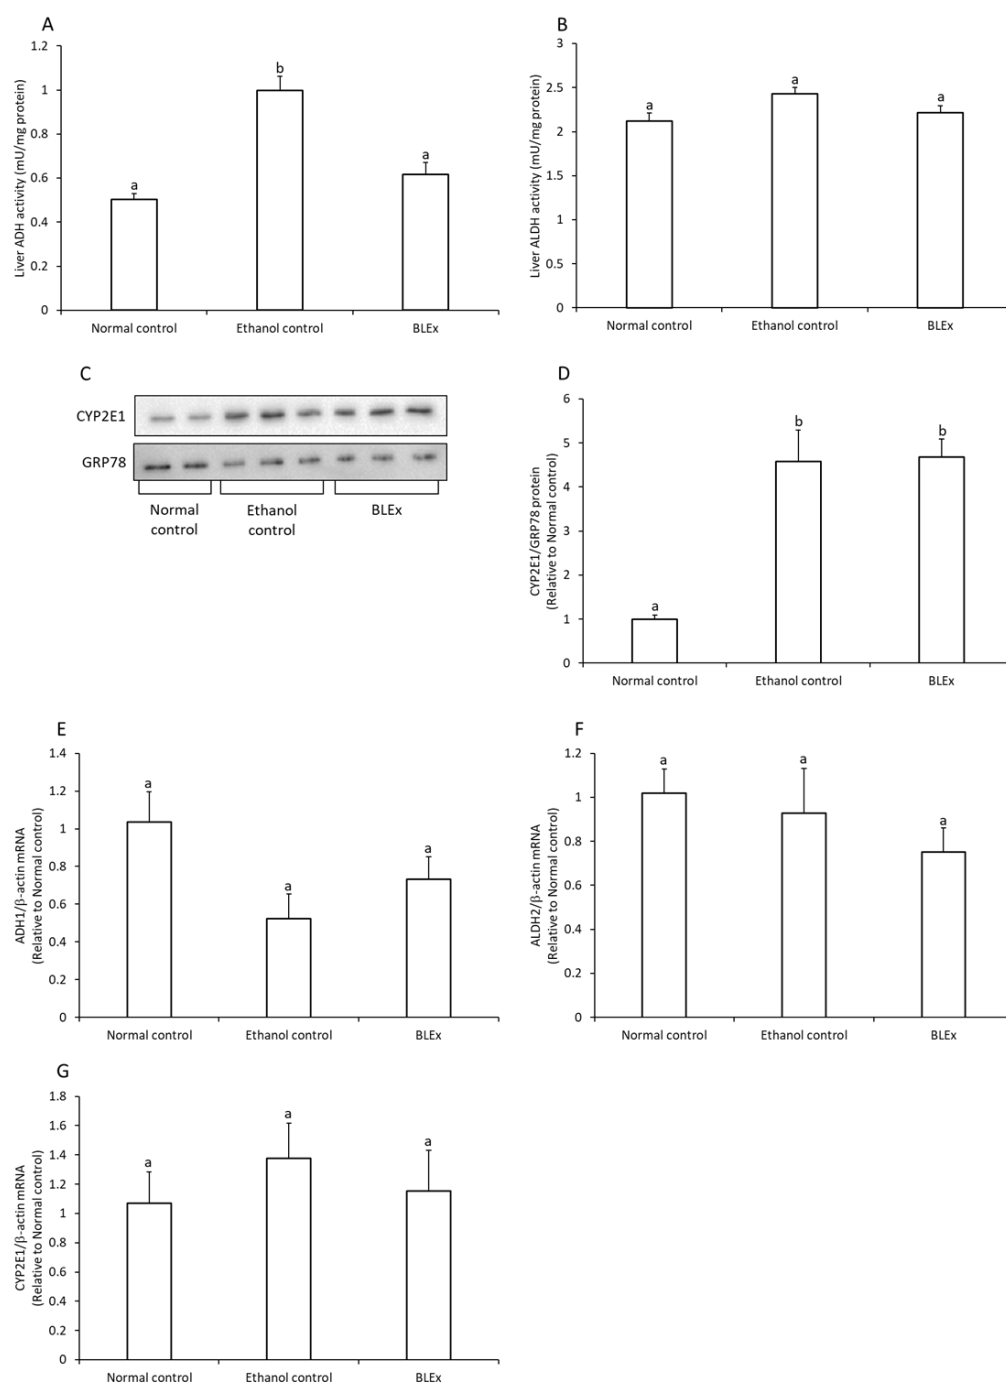 A
Liver ADH activity (mU/mg protein)
1.2
1
0.8
0.6
0.4
0.2
0
a
b
a
Normal control
Ethanol control
BLEx
B
Liver ALDH activity (mU/mg protein)
3
2.5
2
1.5
1
0.5
0
a
a
a
Normal control
Ethanol control
BLEx
C
CYP2E1
GRP78
Normal
control
Ethanol
control
BLEx
D
CYP2E1/GRP78 protein
(Relative to Normal control)
6
5
4
3
2
1
0
a
b
b
Normal control
Ethanol control
BLEx
E
ADH1/β-actin mRNA
(Relative to Normal control)
1.4
1.2
1
0.8
0.6
0.4
0.2
0
a
a
a
Normal control
Ethanol control
BLEx
F
ALDH2/β-actin mRNA
(Relative to Normal control)
1.2
1
0.8
0.6
0.4
0.2
0
a
a
a
Normal control
Ethanol control
BLEx
G
CYP2E1/β-actin mRNA
(Relative to Normal control)
1.8
1.6
1.4
1.2
1
0.8
0.6
0.4
0.2
0
a
a
a
Normal control
Ethanol control
BLEx